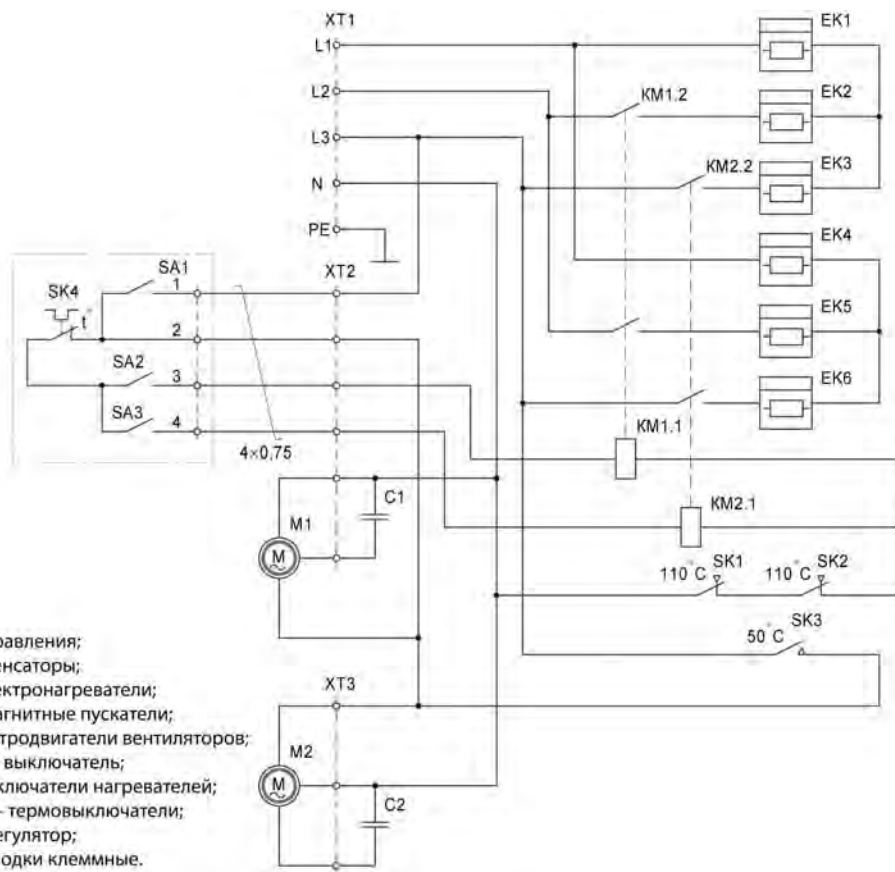 XT1
L1
L2
L3
N
PE
XT2
EK1
KM1.2
EK2
KM2.2
EK3
EK4
EK5
EK6
SK4
t°
SA1
1
2
SA2
3
SA3
4
4×0,75
KM1.1
KM2.1
M1
M
C1
110°C
SK1
110°C
SK2
50°C
SK3
XT3
M2
M
C2
равления;
енсаторы;
ектронагреватели;
агнитные пускатели;
тродвигатели вентиляторов;
выключатель;
ключатели нагревателей;
– термовыключатели;
егулятор;
одки клеммные.